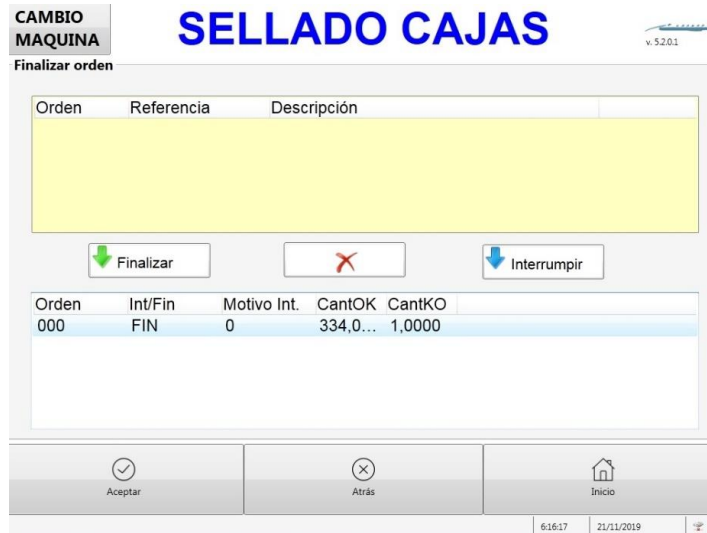 CAMBIO MAQUINA
SELLADO CAJAS
v. 5.2.0.1
Finalizar orden
Orden Referencia Descripción
Finalizar
Interrumpir
Orden Int/Fin Motivo Int. CantOK CantKO
000 FIN 0 334,0... 1,0000
Aceptar
Atrás
Inicio
6:16:17 21/11/2019